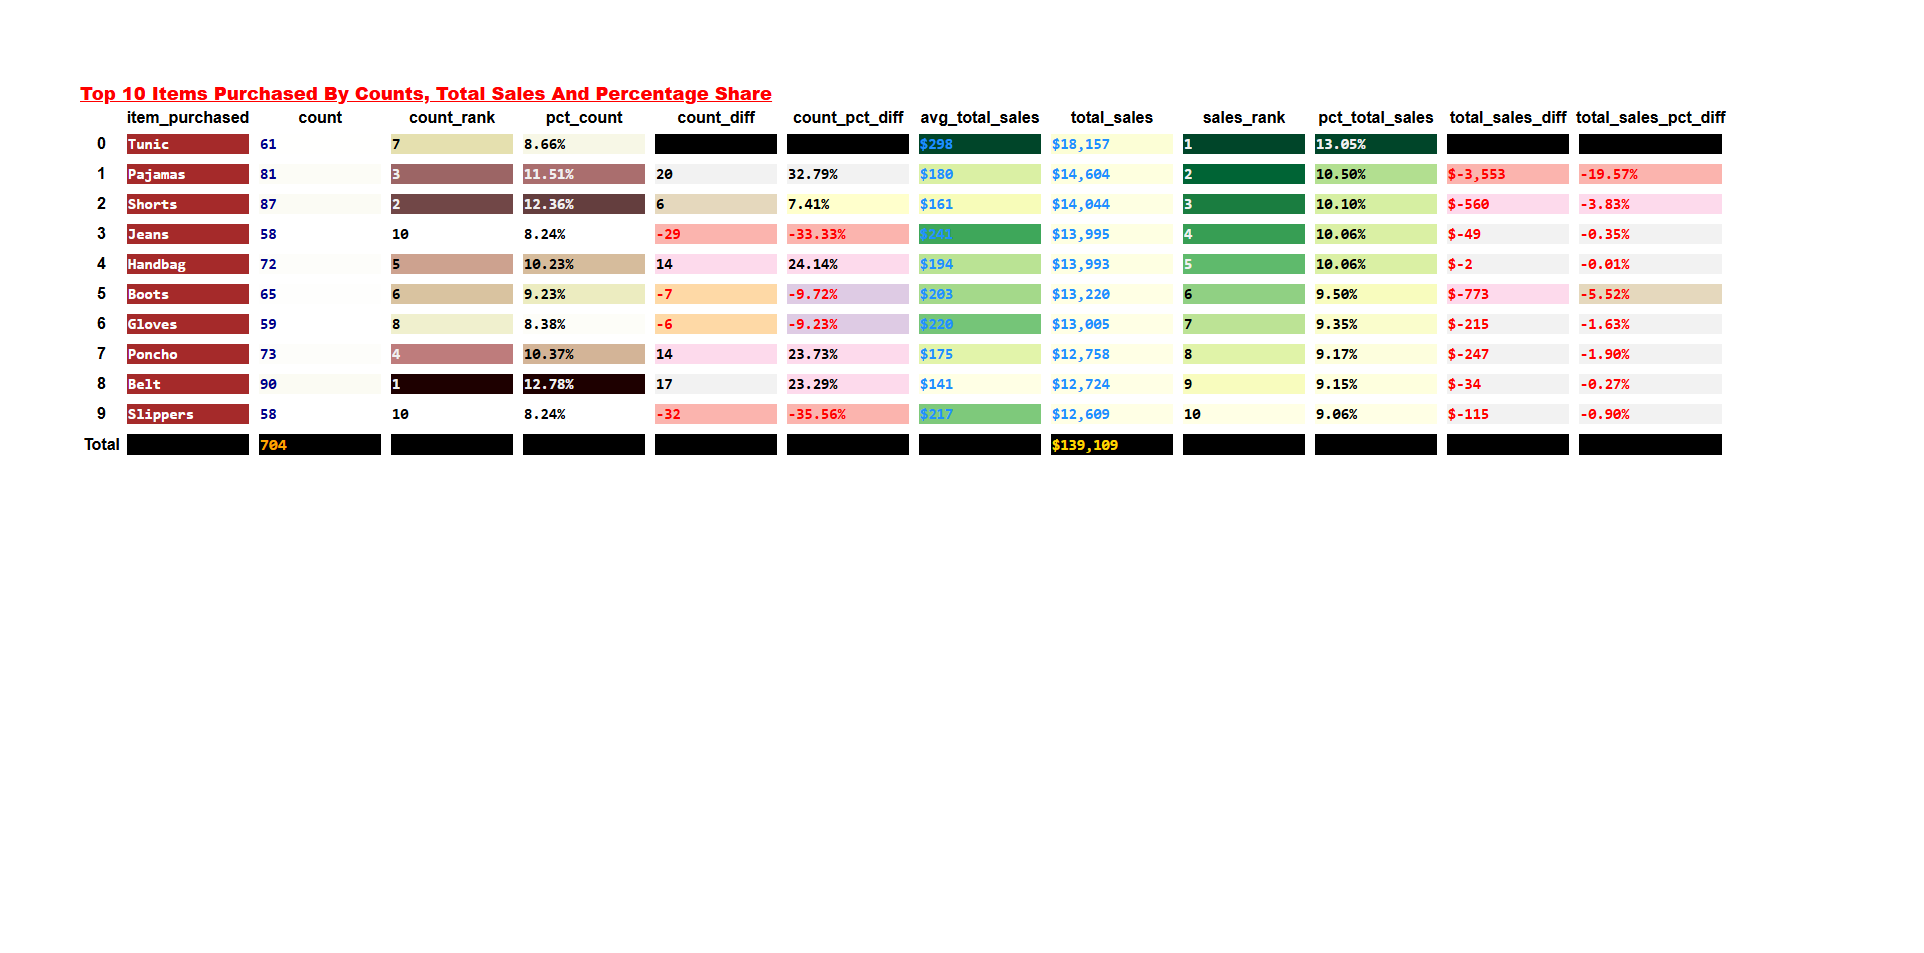 Top 10 Items Purchased By Counts, Total Sales And Percentage Share
item_purchased count count_rank pct_count count_diff count_pct_diff avg_total_sales total_sales sales_rank pct_total_sales total_sales_diff total_sales_pct_diff
0 Tunic 61 7 8.66% $298 $18,157 1 13.05%
1 Pajamas 81 3 11.51% 20 32.79% $180 $14,604 2 10.50% $-3,553 -19.57%
2 Shorts 87 2 12.36% 6 7.41% $161 $14,044 3 10.10% $-560 -3.83%
3 Jeans 58 10 8.24% -29 -33.33% $241 $13,995 4 10.06% $-49 -0.35%
4 Handbag 72 5 10.23% 14 24.14% $194 $13,993 5 10.06% $-2 -0.01%
5 Boots 65 6 9.23% -7 -9.72% $203 $13,220 6 9.50% $-773 -5.52%
6 Gloves 59 8 8.38% -6 -9.23% $220 $13,005 7 9.35% $-215 -1.63%
7 Poncho 73 4 10.37% 14 23.73% $175 $12,758 8 9.17% $-247 -1.90%
8 Belt 90 1 12.78% 17 23.29% $141 $12,724 9 9.15% $-34 -0.27%
9 Slippers 58 10 8.24% -32 -35.56% $217 $12,609 10 9.06% $-115 -0.90%
Total 704 $139,109